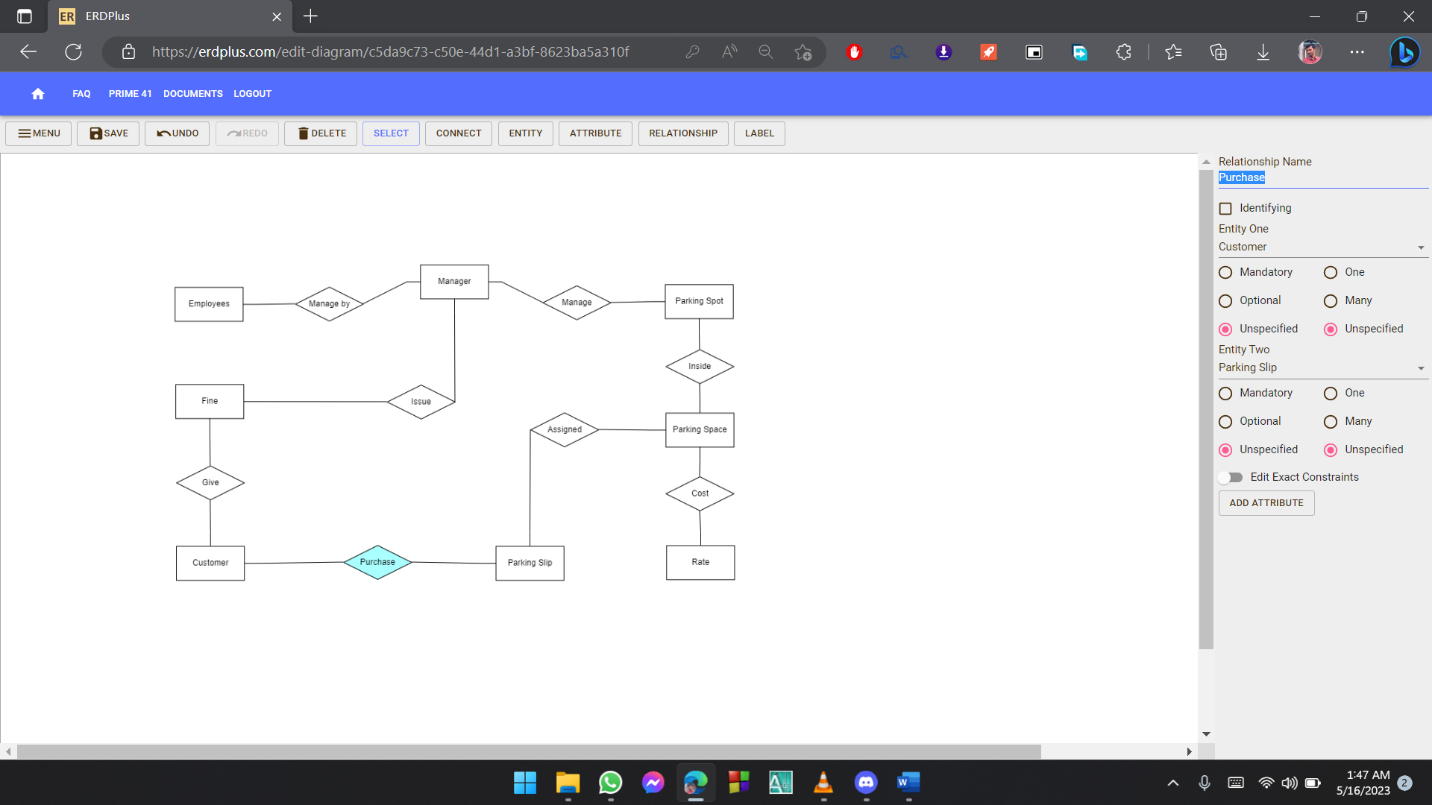 ER ERDPlus
https://erdplus.com/edit-diagram/c5da9c73-c50e-44d1-a3bf-8623ba5a310f
FAQ PRIME 41 DOCUMENTS LOGOUT
MENU SAVE UNDO REDO DELETE SELECT CONNECT ENTITY ATTRIBUTE RELATIONSHIP LABEL
Manager
Employees
Manage by
Manage
Parking Spot
Inside
Fine
Issue
Assigned
Parking Space
Give
Cost
Customer
Purchase
Parking Slip
Rate
Relationship Name
Purchase
Identifying
Entity One
Customer
Mandatory One
Optional Many
Unspecified Unspecified
Entity Two
Parking Slip
Mandatory One
Optional Many
Unspecified Unspecified
Edit Exact Constraints
ADD ATTRIBUTE
1:47 AM
5/16/2023
2